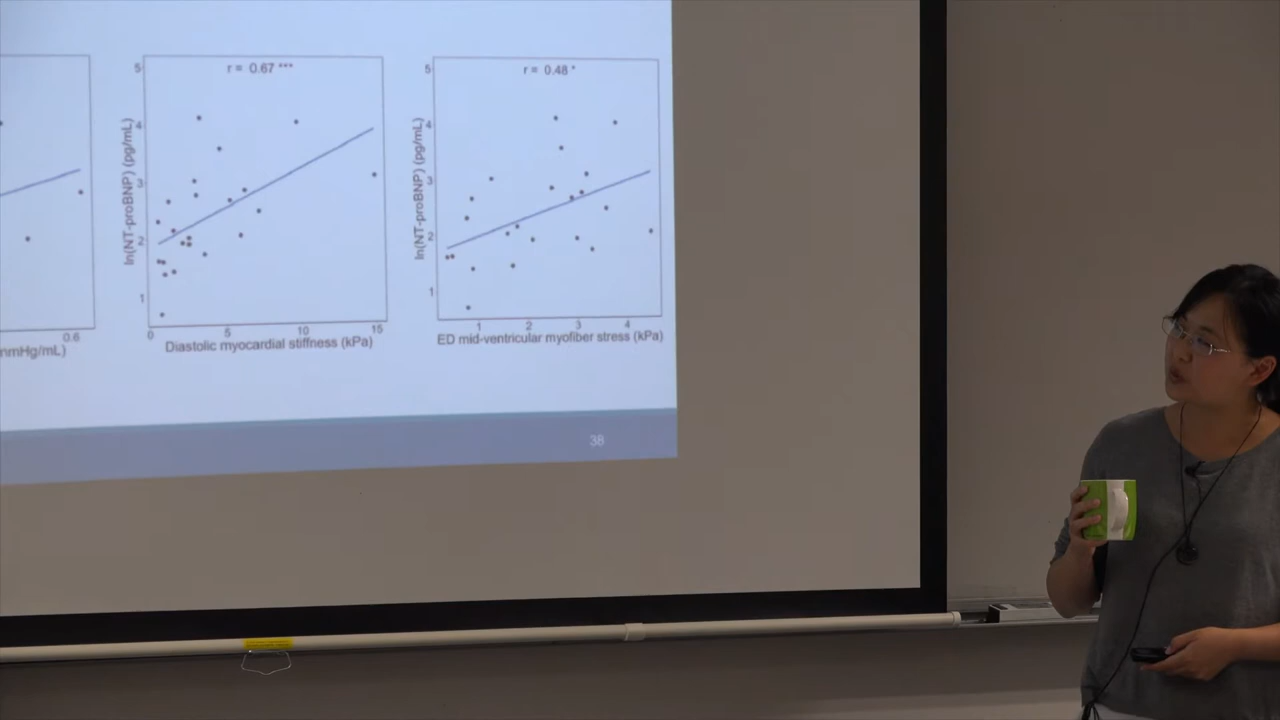 r = 0.67 ***
r = 0.48 *
5
4
3
2
1
ln(NT-proBNP) (pg/mL)
5
4
3
2
1
ln(NT-proBNP) (pg/mL)
0.6
0
5
10
15
1
2
3
4
mmHg/mL)
Diastolic myocardial stiffness (kPa)
ED mid-ventricular myofiber stress (kPa)
38